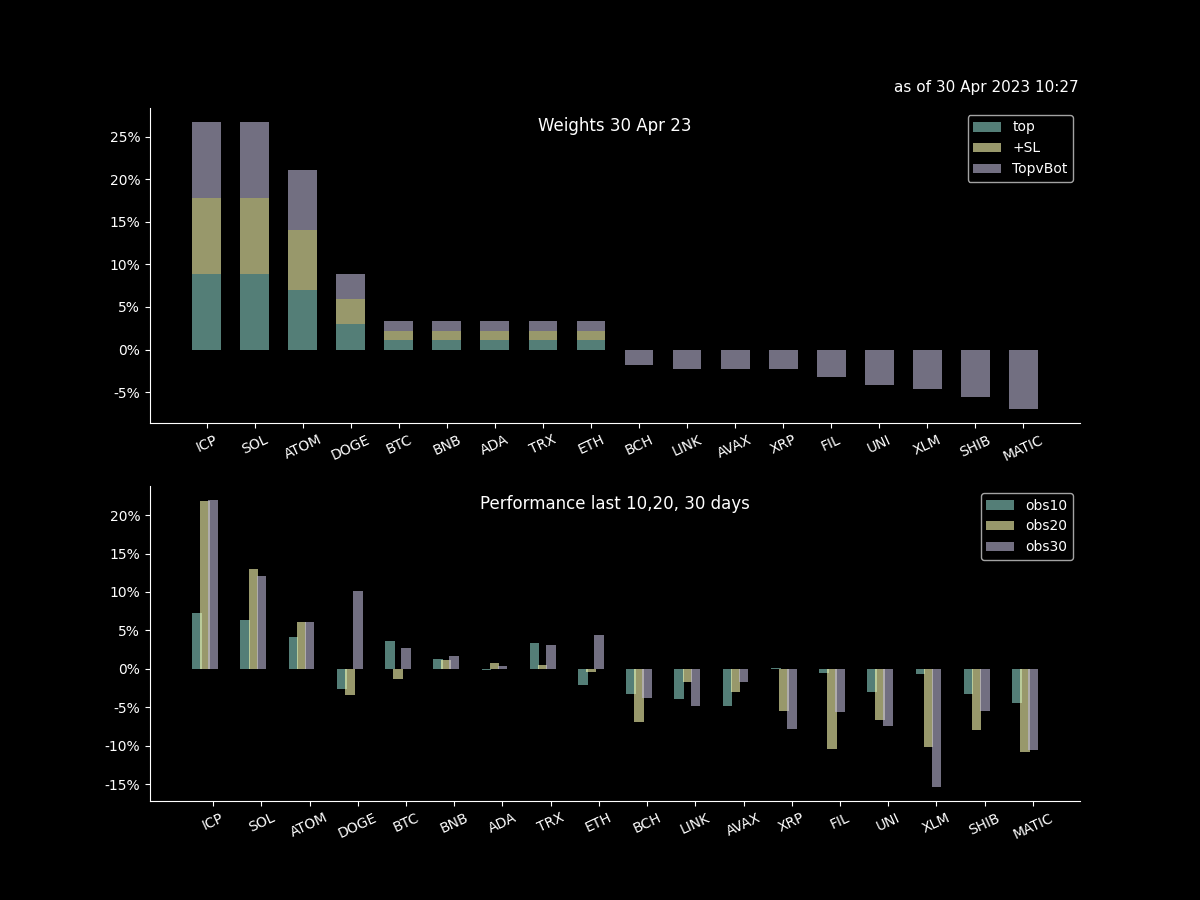 as of 30 Apr 2023 10:27
Weights 30 Apr 23
top
+SL
TopvBot
25%
20%
15%
10%
5%
0%
-5%
ICP SOL ATOM DOGE BTC BNB ADA TRX ETH BCH LINK AVAX XRP FIL UNI XLM SHIB MATIC
Performance last 10,20, 30 days
obs10
obs20
obs30
20%
15%
10%
5%
0%
-5%
-10%
-15%
ICP SOL ATOM DOGE BTC BNB ADA TRX ETH BCH LINK AVAX XRP FIL UNI XLM SHIB MATIC